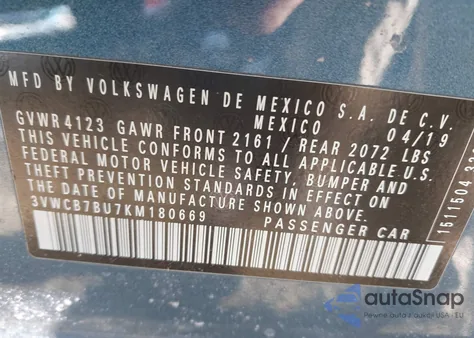 MFD BY VOLKSWAGEN DE MEXICO S.A. DE C.V.
MEXICO 04/19
GVWR 4123 GAWR FRONT 2161 / REAR 2072 LBS
THIS VEHICLE CONFORMS TO ALL APPLICABLE U.S.
FEDERAL MOTOR VEHICLE SAFETY, BUMPER AND
THEFT PREVENTION STANDARDS IN EFFECT ON THE
DATE OF MANUFACTURE SHOWN ABOVE.
3VWCB7BU7KM180669 PASSENGER CAR
autoSnap